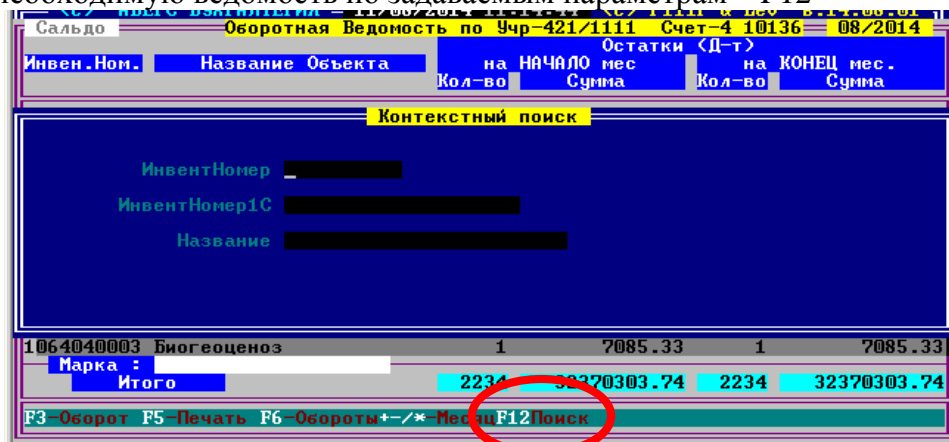 необходимую ведомость по задаваемым параметрам – F12
Сальдо Оборотная Ведомость по Учр-421/1111 Счет-4 10136 08/2014
Остатки (Д-т)
Инвен.Ном. Название Объекта на НАЧАЛО мес на КОНЕЦ мес.
Кол-во Сумма Кол-во Сумма
Контекстный поиск
ИнвентНомер
ИнвентНомер1С
Название
1064040003 Биогеоценоз 1 7085.33 1 7085.33
Марка :
Итого 2234 32370303.74 2234 32370303.74
F3-Оборот F5-Печать F6-Обороты+-/*-МесяцF12Поиск